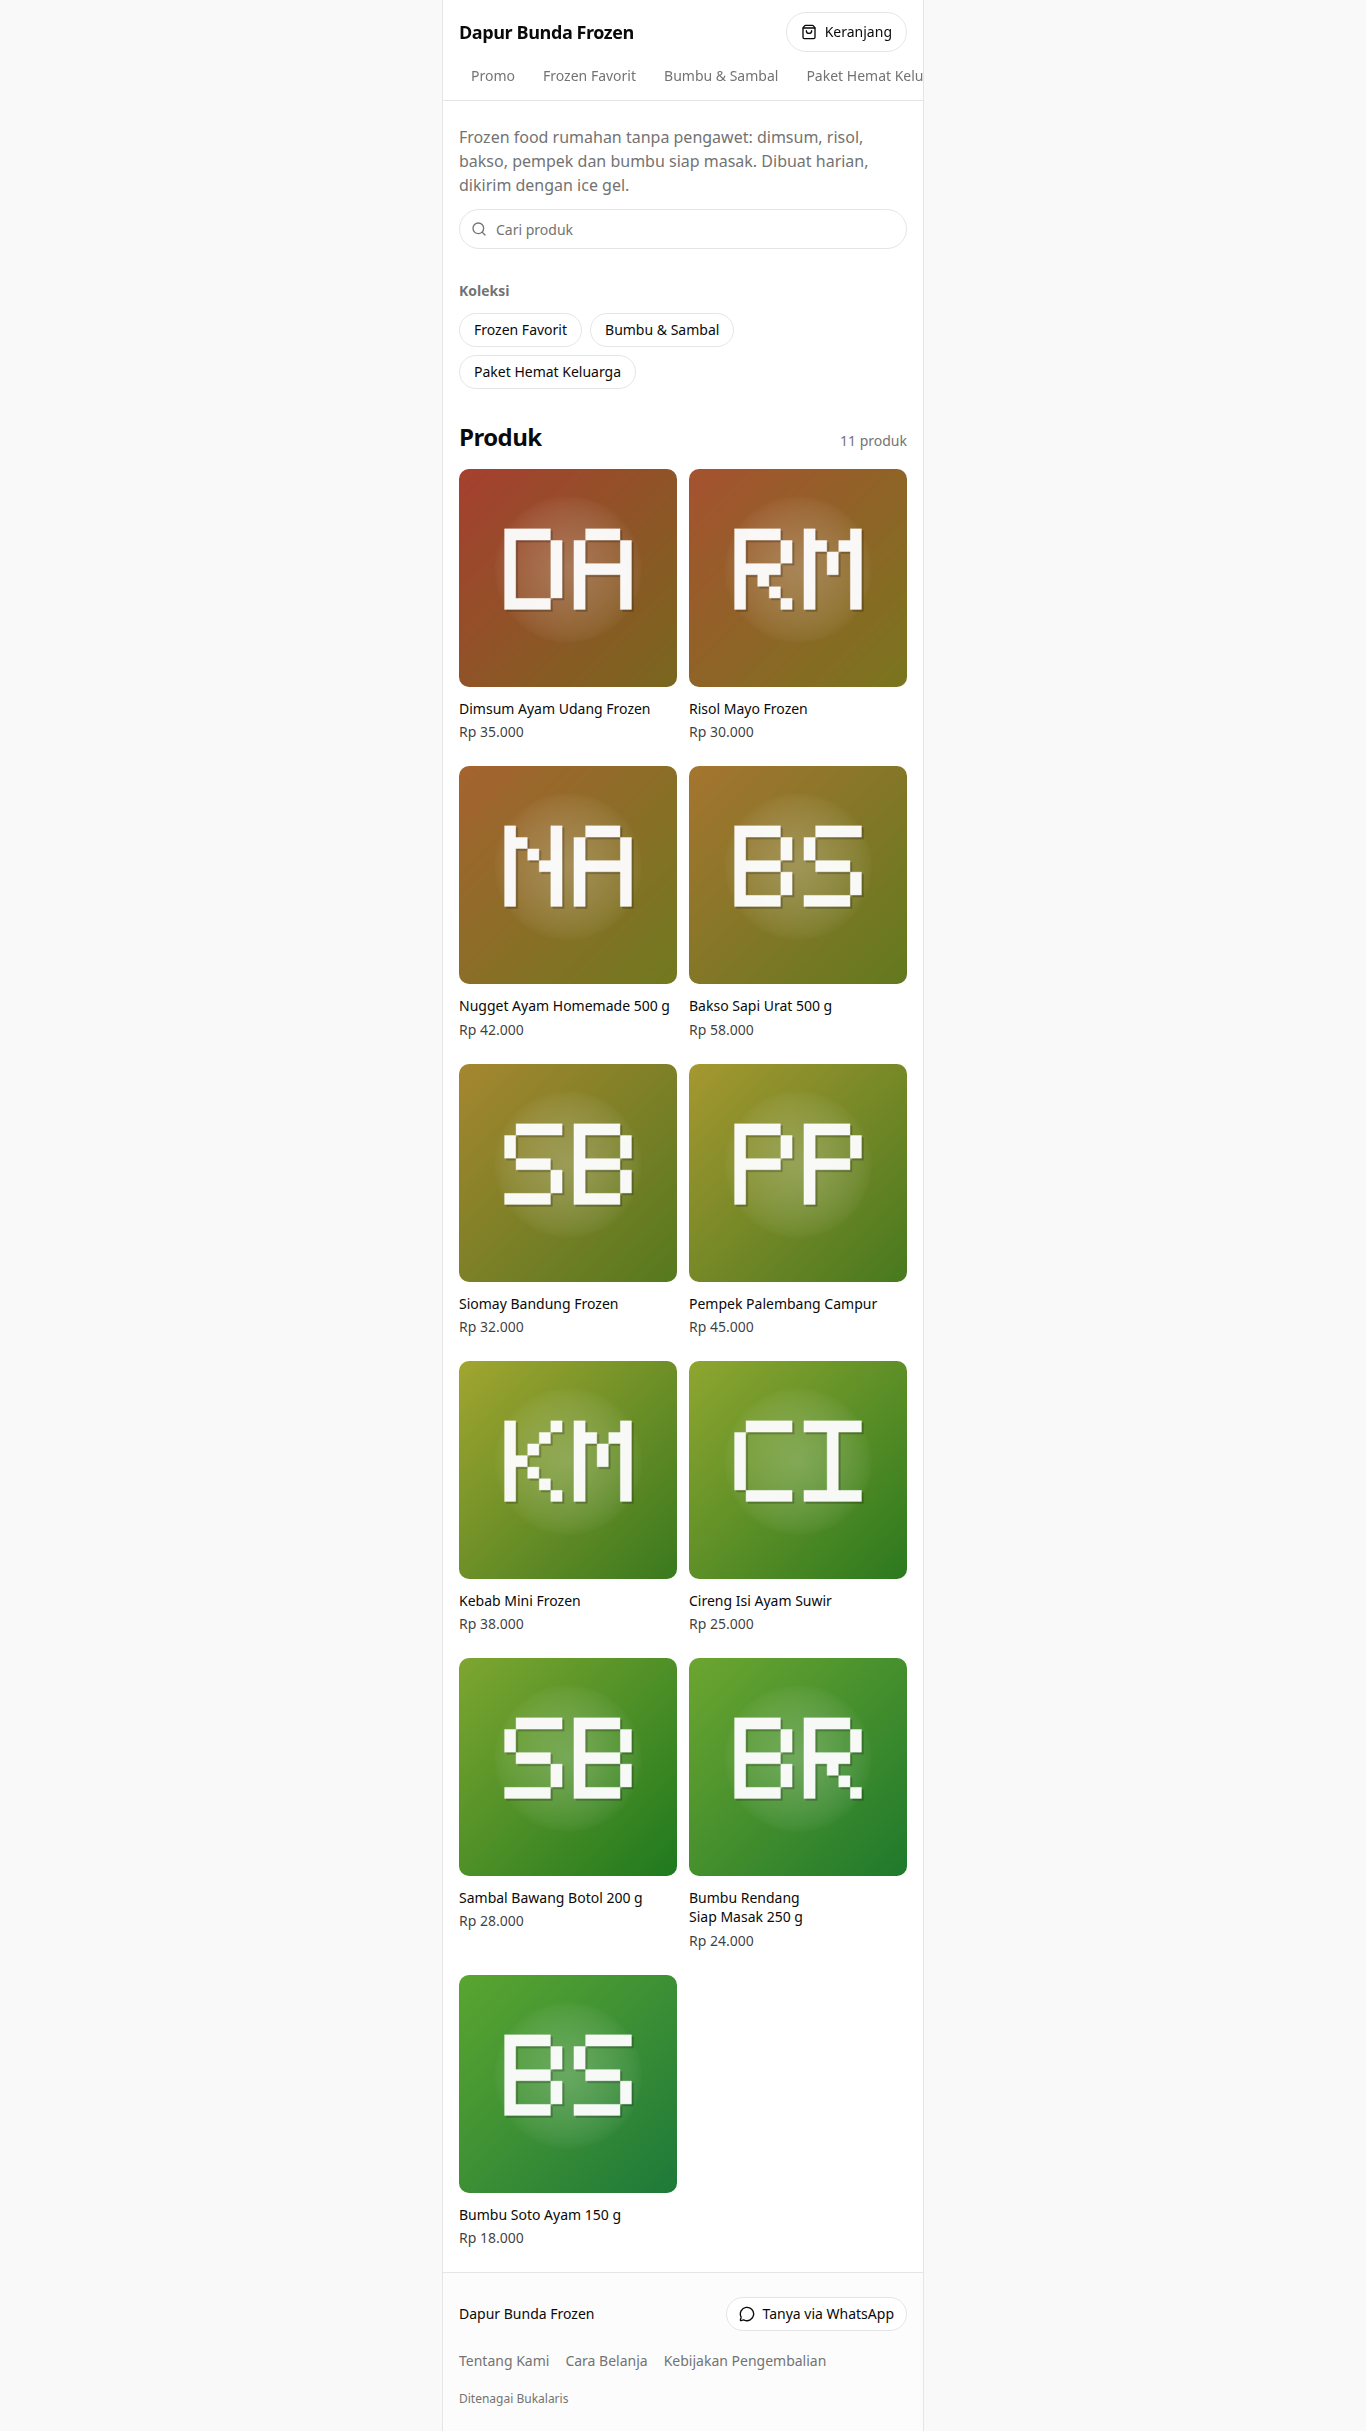 Dapur Bunda Frozen
Keranjang
Promo Frozen Favorit Bumbu & Sambal Paket Hemat Kelu
Frozen food rumahan tanpa pengawet: dimsum, risol,
bakso, pempek dan bumbu siap masak. Dibuat harian,
dikirim dengan ice gel.
Cari produk
Koleksi
Frozen Favorit Bumbu & Sambal
Paket Hemat Keluarga
Produk
11 produk
DA
Dimsum Ayam Udang Frozen
Rp 35.000
RM
Risol Mayo Frozen
Rp 30.000
NA
Nugget Ayam Homemade 500 g
Rp 42.000
BS
Bakso Sapi Urat 500 g
Rp 58.000
SB
Siomay Bandung Frozen
Rp 32.000
PP
Pempek Palembang Campur
Rp 45.000
KM
Kebab Mini Frozen
Rp 38.000
CI
Cireng Isi Ayam Suwir
Rp 25.000
SB
Sambal Bawang Botol 200 g
Rp 28.000
BR
Bumbu Rendang
Siap Masak 250 g
Rp 24.000
BS
Bumbu Soto Ayam 150 g
Rp 18.000
Dapur Bunda Frozen
Tanya via WhatsApp
Tentang Kami Cara Belanja Kebijakan Pengembalian
Ditenagai Bukalaris